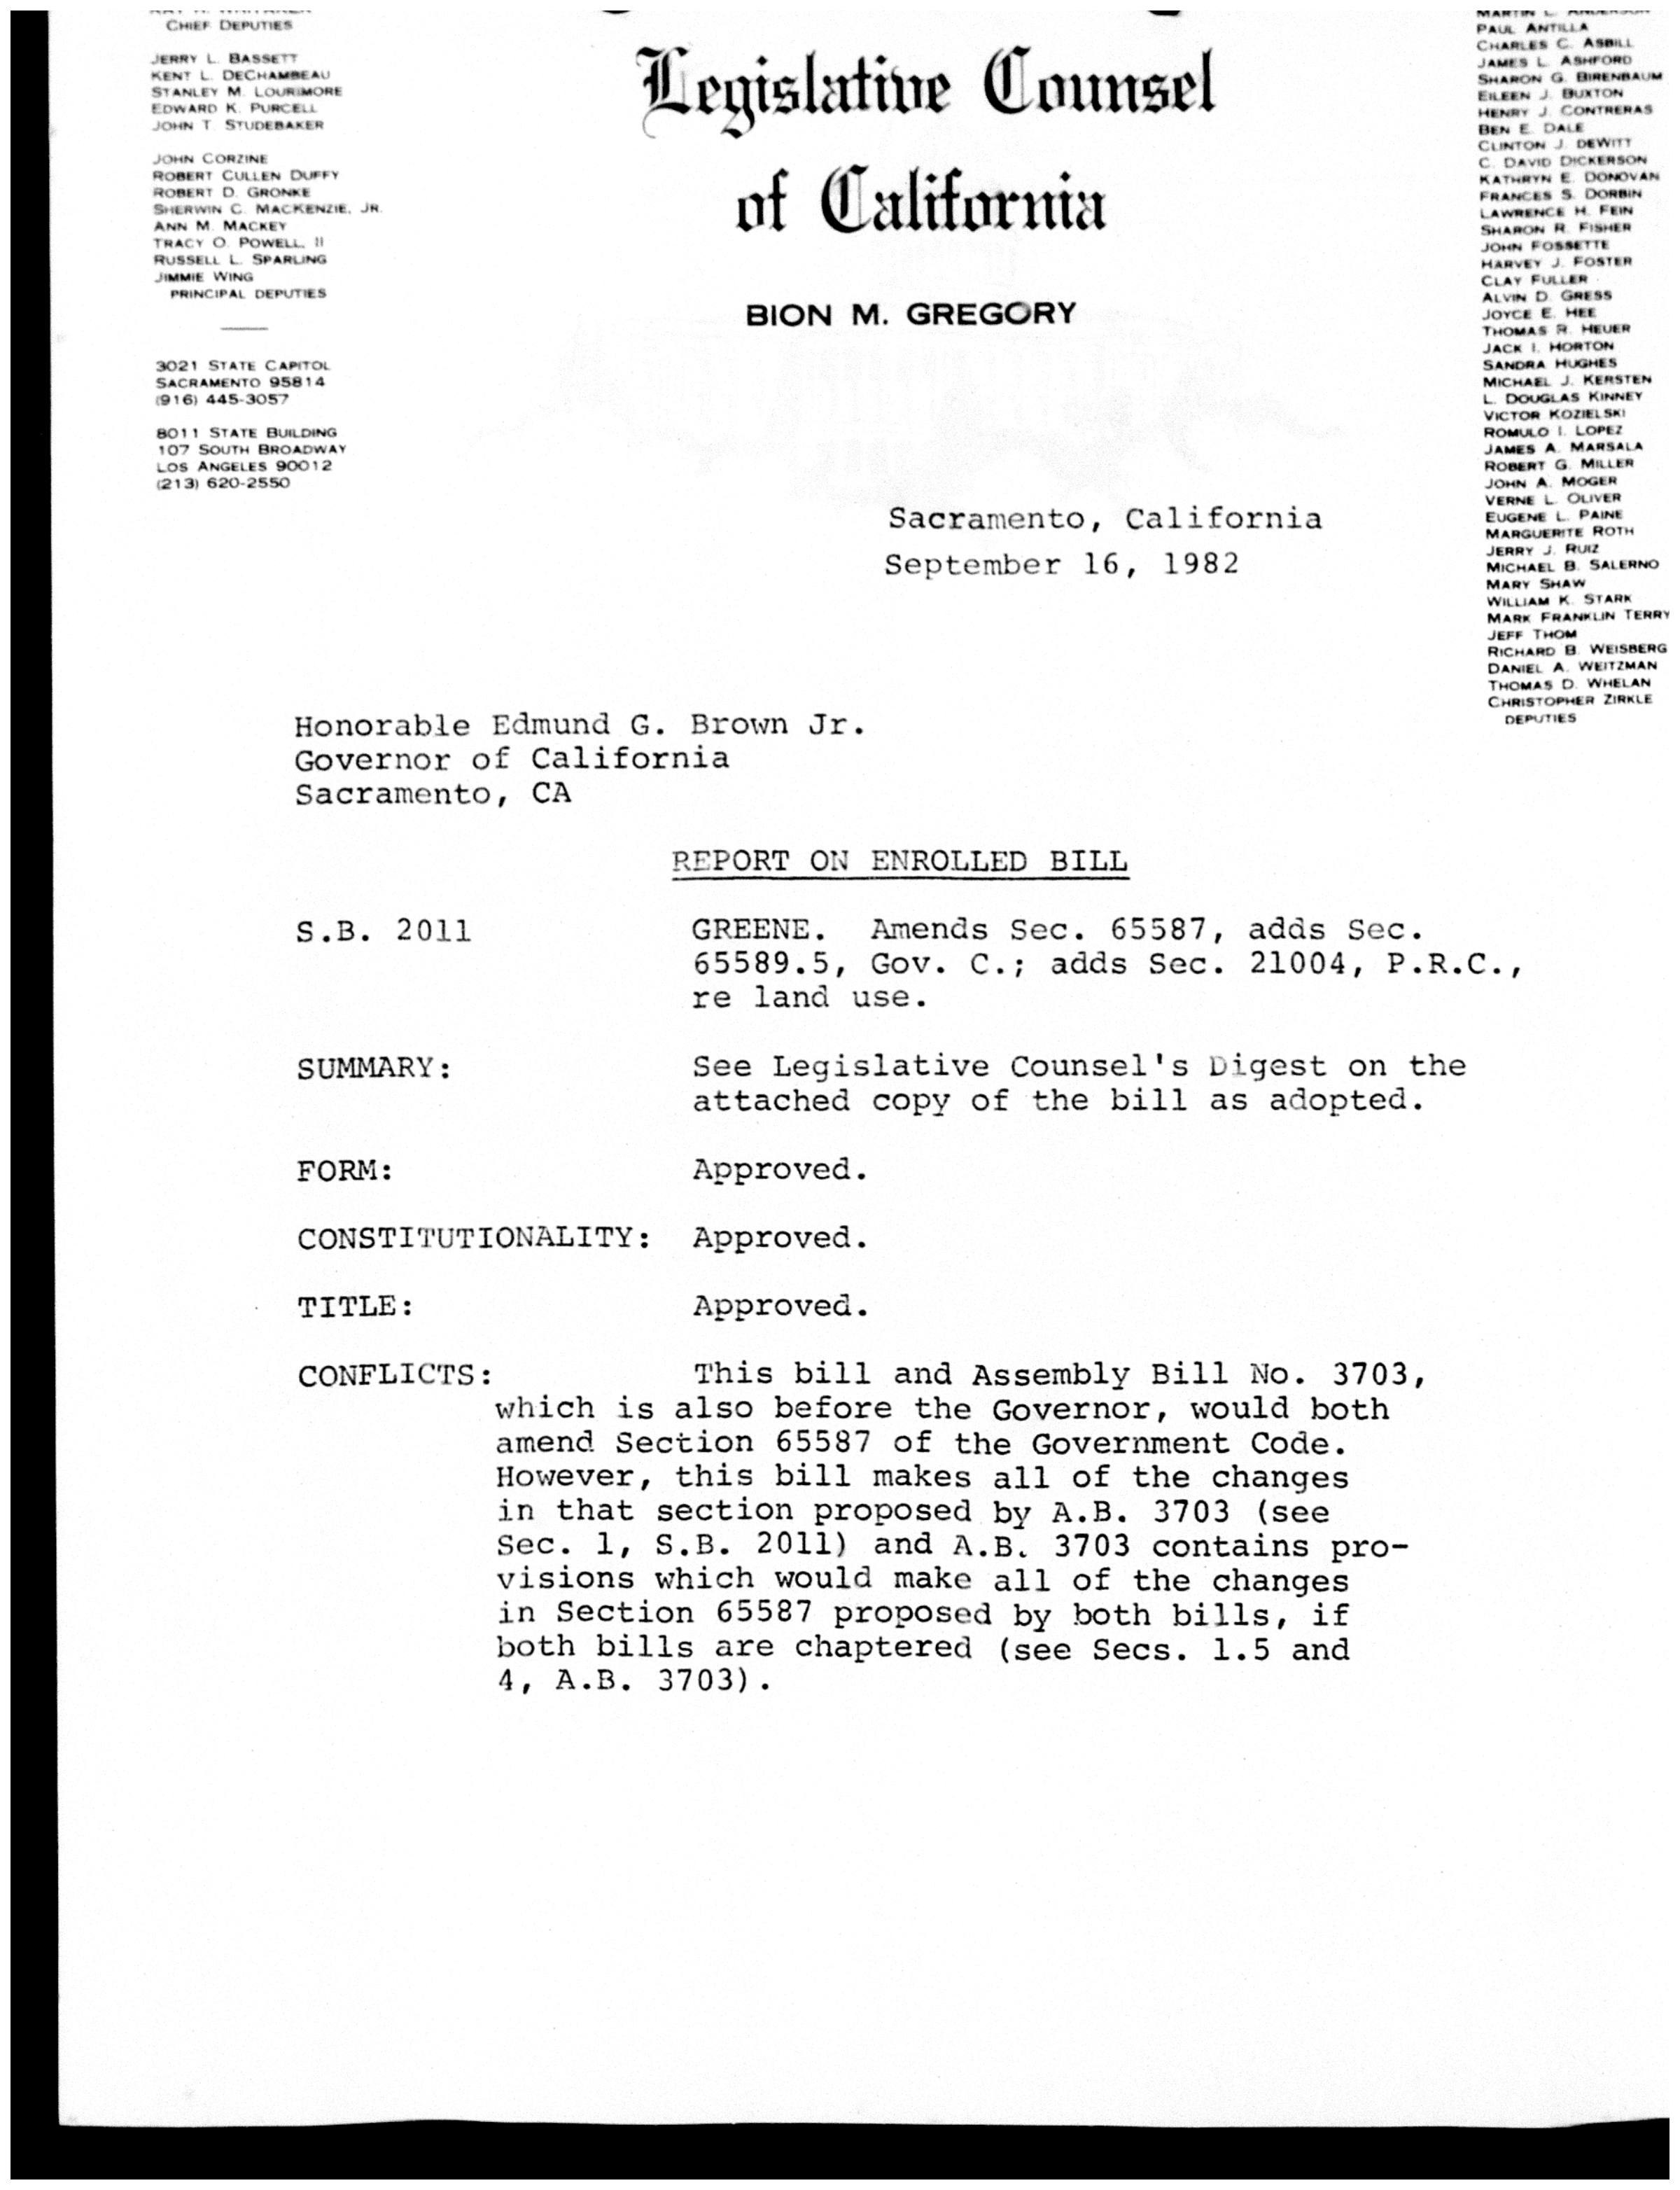 CHIEF DEPUTIES
JERRY L. BASSETT
KENT L. DECHAMBEAU
STANLEY M. LOURIMORE
EDWARD K. PURCELL
JOHN T. STUDEBAKER
JOHN CORZINE
ROBERT CULLEN DUFFY
ROBERT D. GRONKE
SHERWIN C. MACKENZIE, JR.
ANN M. MACKEY
TRACY O. POWELL, II
RUSSELL L. SPARLING
JIMMIE WING
PRINCIPAL DEPUTIES
3021 STATE CAPITOL
SACRAMENTO 95814
(916) 445-3057
8011 STATE BUILDING
107 SOUTH BROADWAY
LOS ANGELES 90012
(213) 620-2550
Legislative Counsel
of California
BION M. GREGORY
MARTIN L. ANDERSON
PAUL ANTILLA
CHARLES C. ASBILL
JAMES L. ASHFORD
SHARON G. BIRENBAUM
EILEEN J. BUXTON
HENRY J. CONTRERAS
BEN E. DALE
CLINTON J. DEWITT
C. DAVID DICKERSON
KATHRYN E. DONOVAN
FRANCES S. DORBIN
LAWRENCE H. FEIN
SHARON R. FISHER
JOHN FOSSETTE
HARVEY J. FOSTER
CLAY FULLER
ALVIN D. GRESS
JOYCE E. HEE
THOMAS R. HEUER
JACK I. HORTON
SANDRA HUGHES
MICHAEL J. KERSTEN
L. DOUGLAS KINNEY
VICTOR KOZIELSKI
ROMULO I. LOPEZ
JAMES A. MARSALA
ROBERT G. MILLER
JOHN A. MOGER
VERNE L. OLIVER
EUGENE L. PAINE
MARGUERITE ROTH
JERRY J. RUIZ
MICHAEL B. SALERNO
MARY SHAW
WILLIAM K. STARK
MARK FRANKLIN TERRY
JEFF THOM
RICHARD B. WEISBERG
DANIEL A. WEITZMAN
THOMAS D. WHELAN
CHRISTOPHER ZIRKLE
DEPUTIES
Sacramento, California
September 16, 1982
Honorable Edmund G. Brown Jr.
Governor of California
Sacramento, CA
REPORT ON ENROLLED BILL
S.B. 2011 GREENE. Amends Sec. 65587, adds Sec.
65589.5, Gov. C.; adds Sec. 21004, P.R.C.,
re land use.
SUMMARY: See Legislative Counsel's Digest on the
attached copy of the bill as adopted.
FORM: Approved.
CONSTITUTIONALITY: Approved.
TITLE: Approved.
CONFLICTS: This bill and Assembly Bill No. 3703,
which is also before the Governor, would both
amend Section 65587 of the Government Code.
However, this bill makes all of the changes
in that section proposed by A.B. 3703 (see
Sec. 1, S.B. 2011) and A.B. 3703 contains pro-
visions which would make all of the changes
in Section 65587 proposed by both bills, if
both bills are chaptered (see Secs. 1.5 and
4, A.B. 3703).